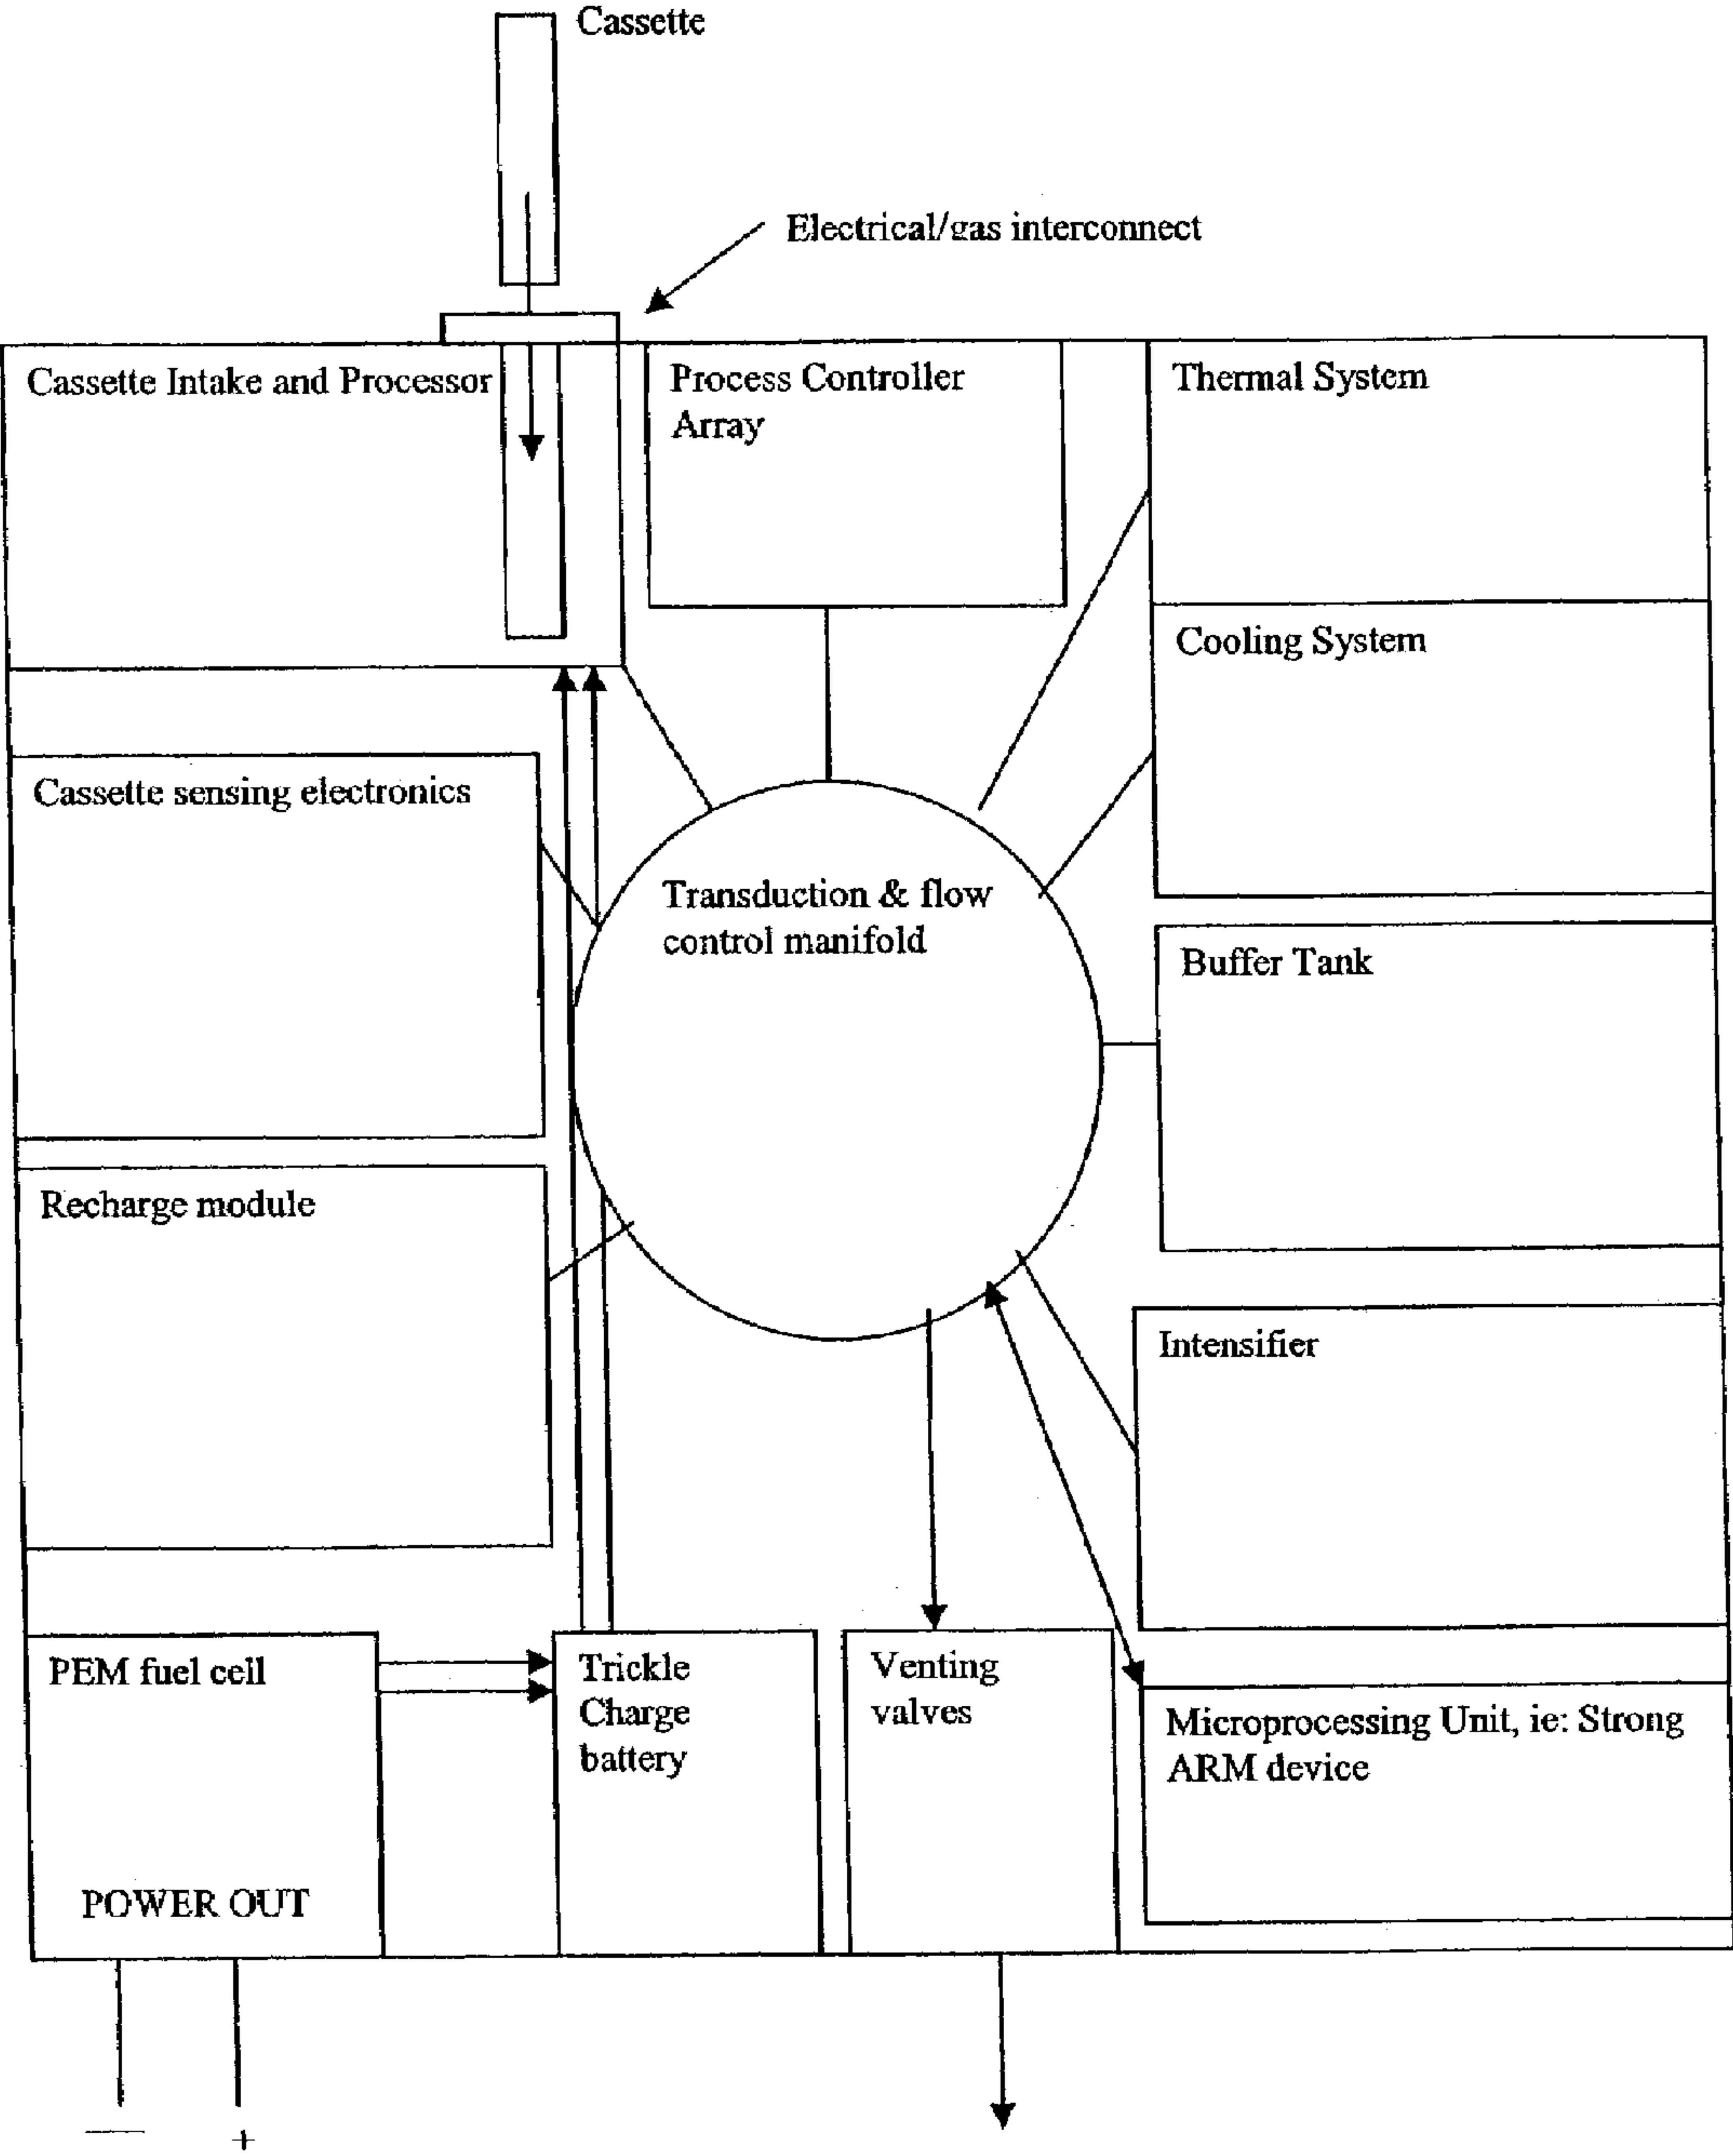 Cassette
Electrical/gas interconnect
Cassette Intake and Processor
Process Controller
Array
Thermal System
Cooling System
Cassette sensing electronics
Transduction & flow
control manifold
Buffer Tank
Recharge module
Intensifier
PEM fuel cell
Trickle
Charge
battery
Venting
valves
Microprocessing Unit, ie: Strong
ARM device
POWER OUT
— +